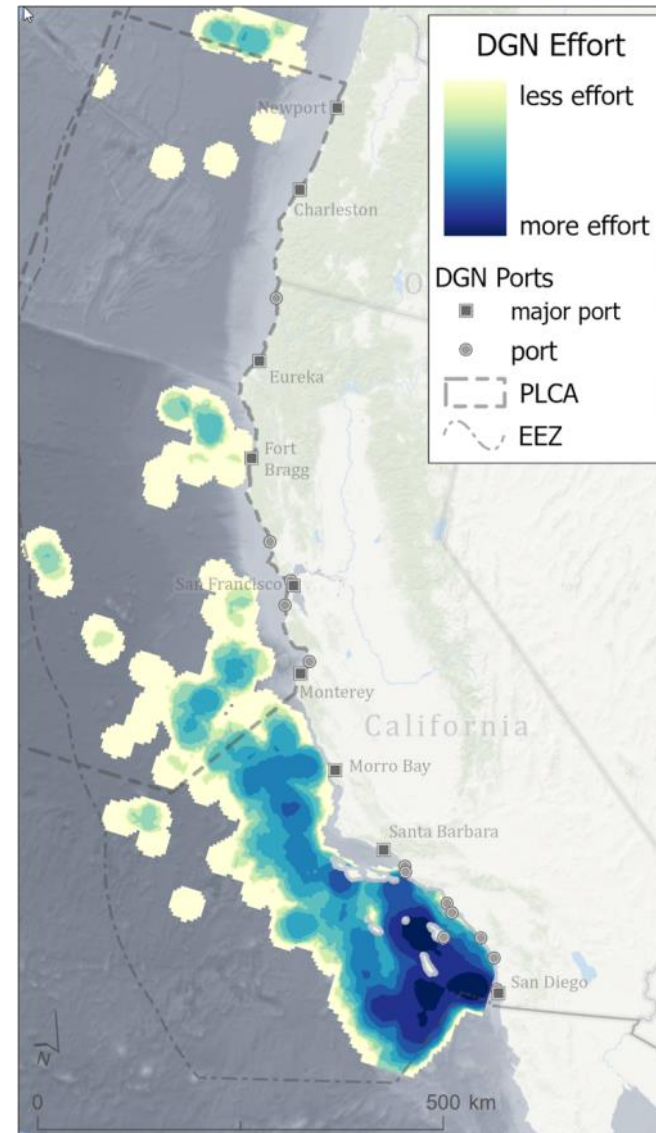 DGN Effort
less effort
more effort
DGN Ports
major port
port
PLCA
EEZ
Newport
Charleston
O
Eureka
Fort
Bragg
San Francisco
Monterey
California
Morro Bay
Santa Barbara
San Diego
N
0
500 km